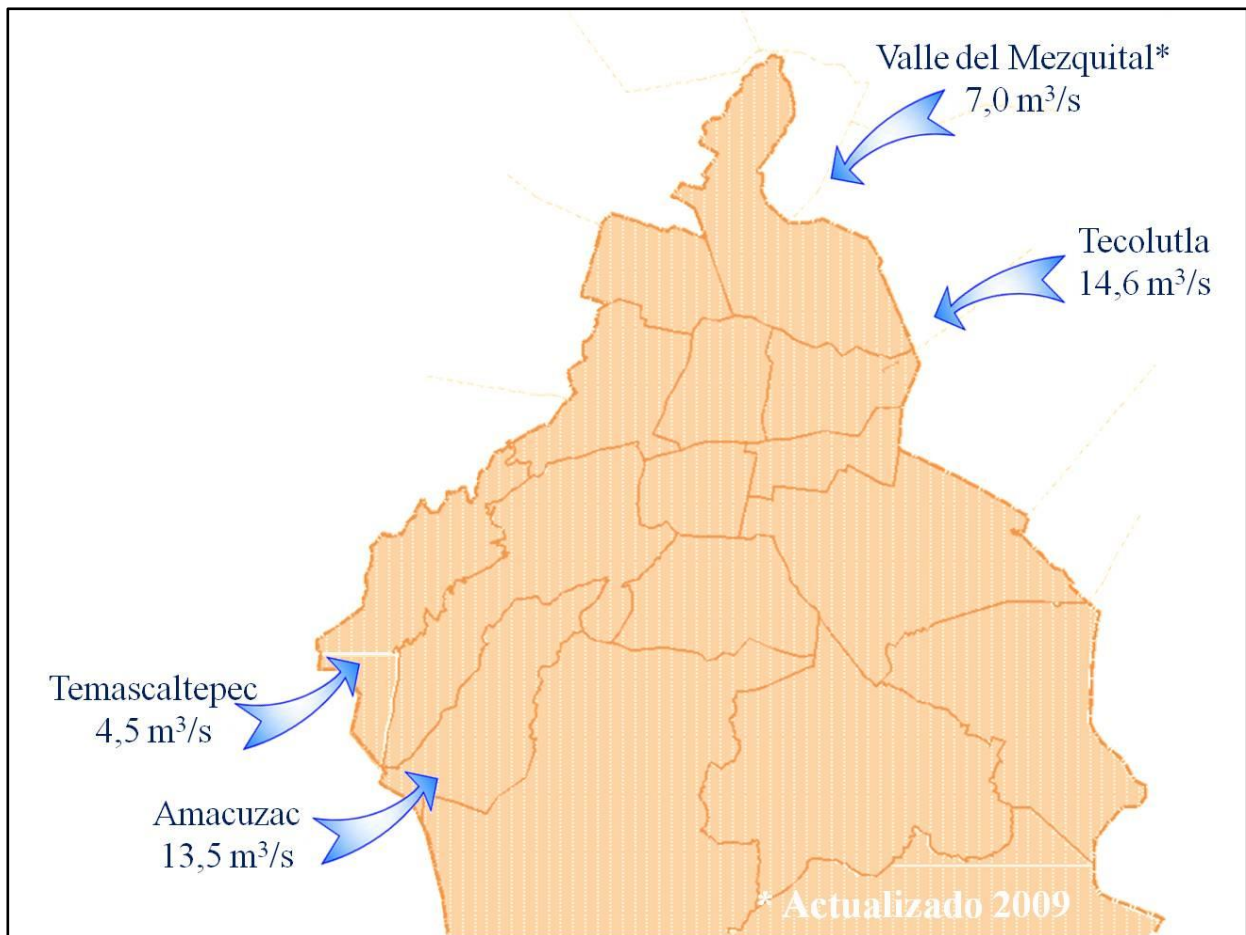 Valle del Mezquital*
7,0 m³/s
Tecolutla
14,6 m³/s
Temascaltepec
4,5 m³/s
Amacuzac
13,5 m³/s
* Actualizado 2009